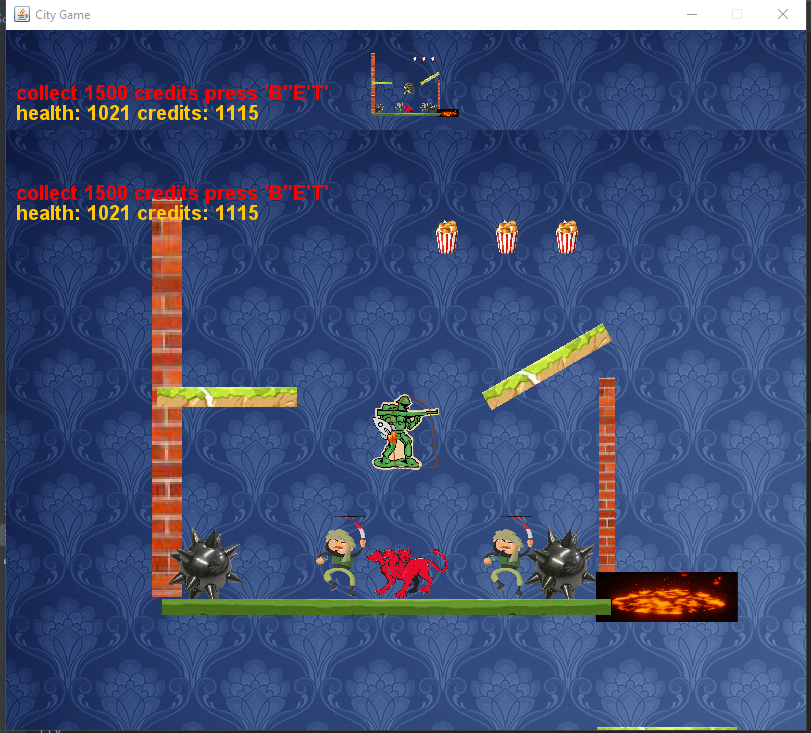 City Game
collect 1500 credits press 'B''E'T'
health: 1021 credits: 1115
collect 1500 credits press 'B''E'T'
health: 1021 credits: 1115